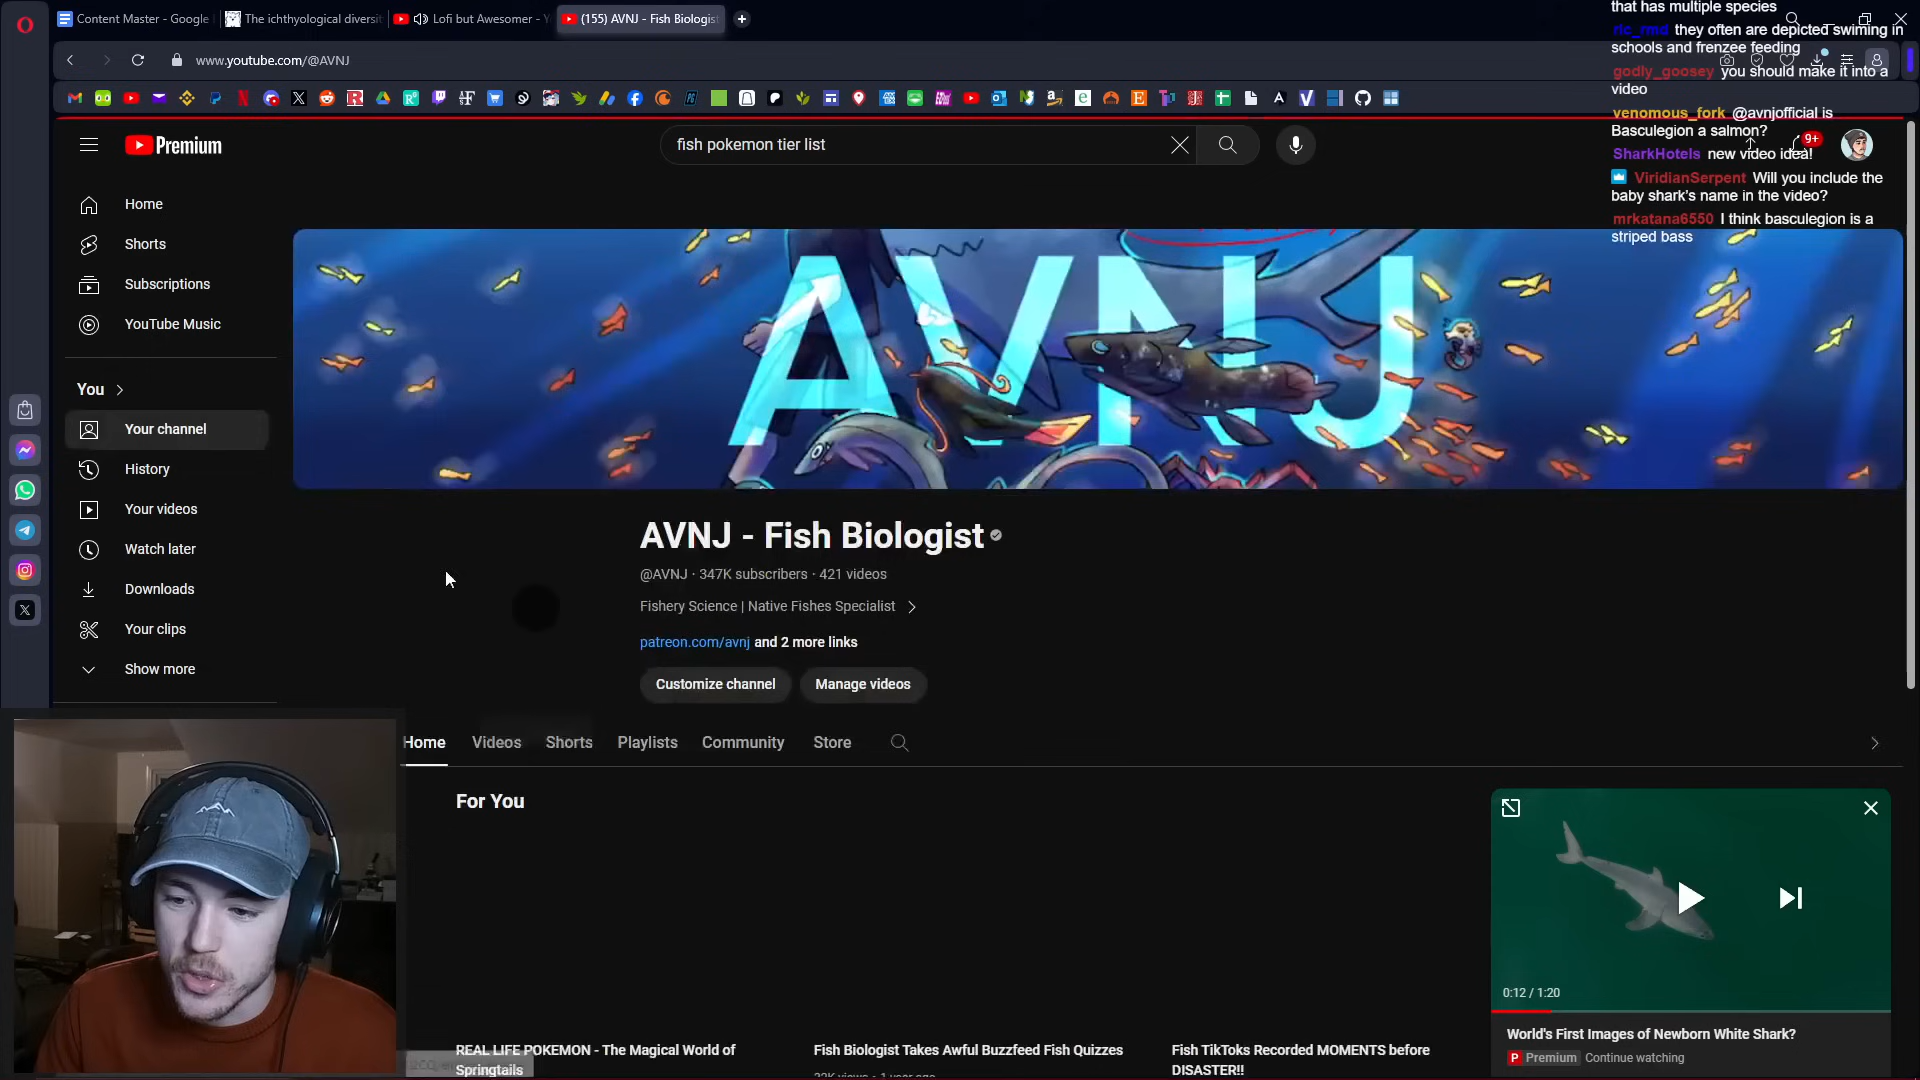 Content Master - Google
The ichthyological diversit
Lofi but Awesomer - Y
(155) AVNJ - Fish Biologist
www.youtube.com/@AVNJ
that has multiple species
ric_rmd they often are depicted swiming in
schools and frenzee feeding
godly_goosey you should make it into a
video
venomous_fork @avnjofficial is
Basculegion a salmon?
SharkHotels new video idea!
ViridianSerpent Will you include the
baby shark's name in the video?
mrkatana6550 I think basculegion is a
striped bass
Premium
fish pokemon tier list
9+
Home
Shorts
Subscriptions
YouTube Music
You
Your channel
History
Your videos
Watch later
Downloads
Your clips
Show more
AVNJ
AVNJ - Fish Biologist
@AVNJ · 347K subscribers · 421 videos
Fishery Science | Native Fishes Specialist
patreon.com/avnj and 2 more links
Customize channel
Manage videos
Home
Videos
Shorts
Playlists
Community
Store
For You
REAL LIFE POKEMON - The Magical World of
Springtails
Fish Biologist Takes Awful Buzzfeed Fish Quizzes
Fish TikToks Recorded MOMENTS before
DISASTER!!
0:12 / 1:20
World's First Images of Newborn White Shark?
P Premium Continue watching